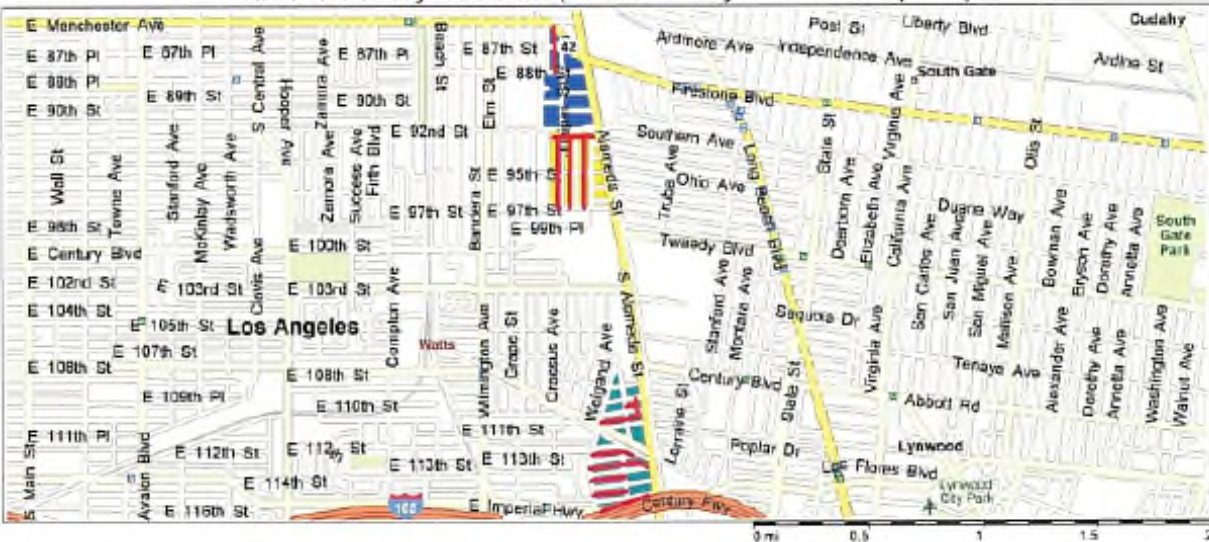 E Manchester Ave
E 87th Pl
E 87th Pl
E 88th Pl
E 89th St
E 90th St
Wall St
Towne Ave
Stanford Ave
McKinlay Ave
Wadsworth Ave
S Central Ave
Hooper Ave
Zamora Ave
E 87th Pl
E 90th St
Beach St
E 92nd St
Zamora Ave
Success Ave
Firth Blvd
E 97th St
E 87th St
E 88th
Elm St
E 95th St
E 97th St
E 99th Pl
Bandera St
42
Alameda St
E 98th St
E Century Blvd
E 102nd St
E 104th St
E 108th St
E 111th Pl
S Main St
E 100th St
E 103rd St
E 103rd St
Clovis Ave
E 105th St
Los Angeles
E 107th St
E 109th Pl
E 108th St
E 110th St
E 112th St
E 112th St
E 113th St
E 114th St
E 116th St
Avalon Blvd
Compton Ave
Watts
Wilmington Ave
Grape St
Croesus Ave
Weigand Ave
E 111th St
E 113th St
E Imperial Hwy
105
Century Fwy
S Alameda St
Post St
Liberty Blvd
Cudahy
Ardmore Ave
Independence Ave
Ardine St
South Gate
Firestone Blvd
Southern Ave
Truba Ave
Ohio Ave
Tweedy Blvd
Long Beach Blvd
State St
Virginia Ave
Otis St
Dearborn Ave
Elizabeth Ave
California Ave
Duane Way
San Carlos Ave
San Juan Ave
San Miguel Ave
Mallison Ave
Bowman Ave
Bryson Ave
Dorothy Ave
Annetta Ave
South
Gate
Park
Stanford Ave
Montara Ave
Sequoia Dr
Virginia Ave
Tenaya Ave
Alexander Ave
Dorothy Ave
Annetta Ave
Washington Ave
Walnut Ave
Century Blvd
State St
Abbott Rd
Lorraine St
Poplar Dr
Lynwood
Los Flores Blvd
Lynwood
City Park
0 mi 0.5 1 1.5